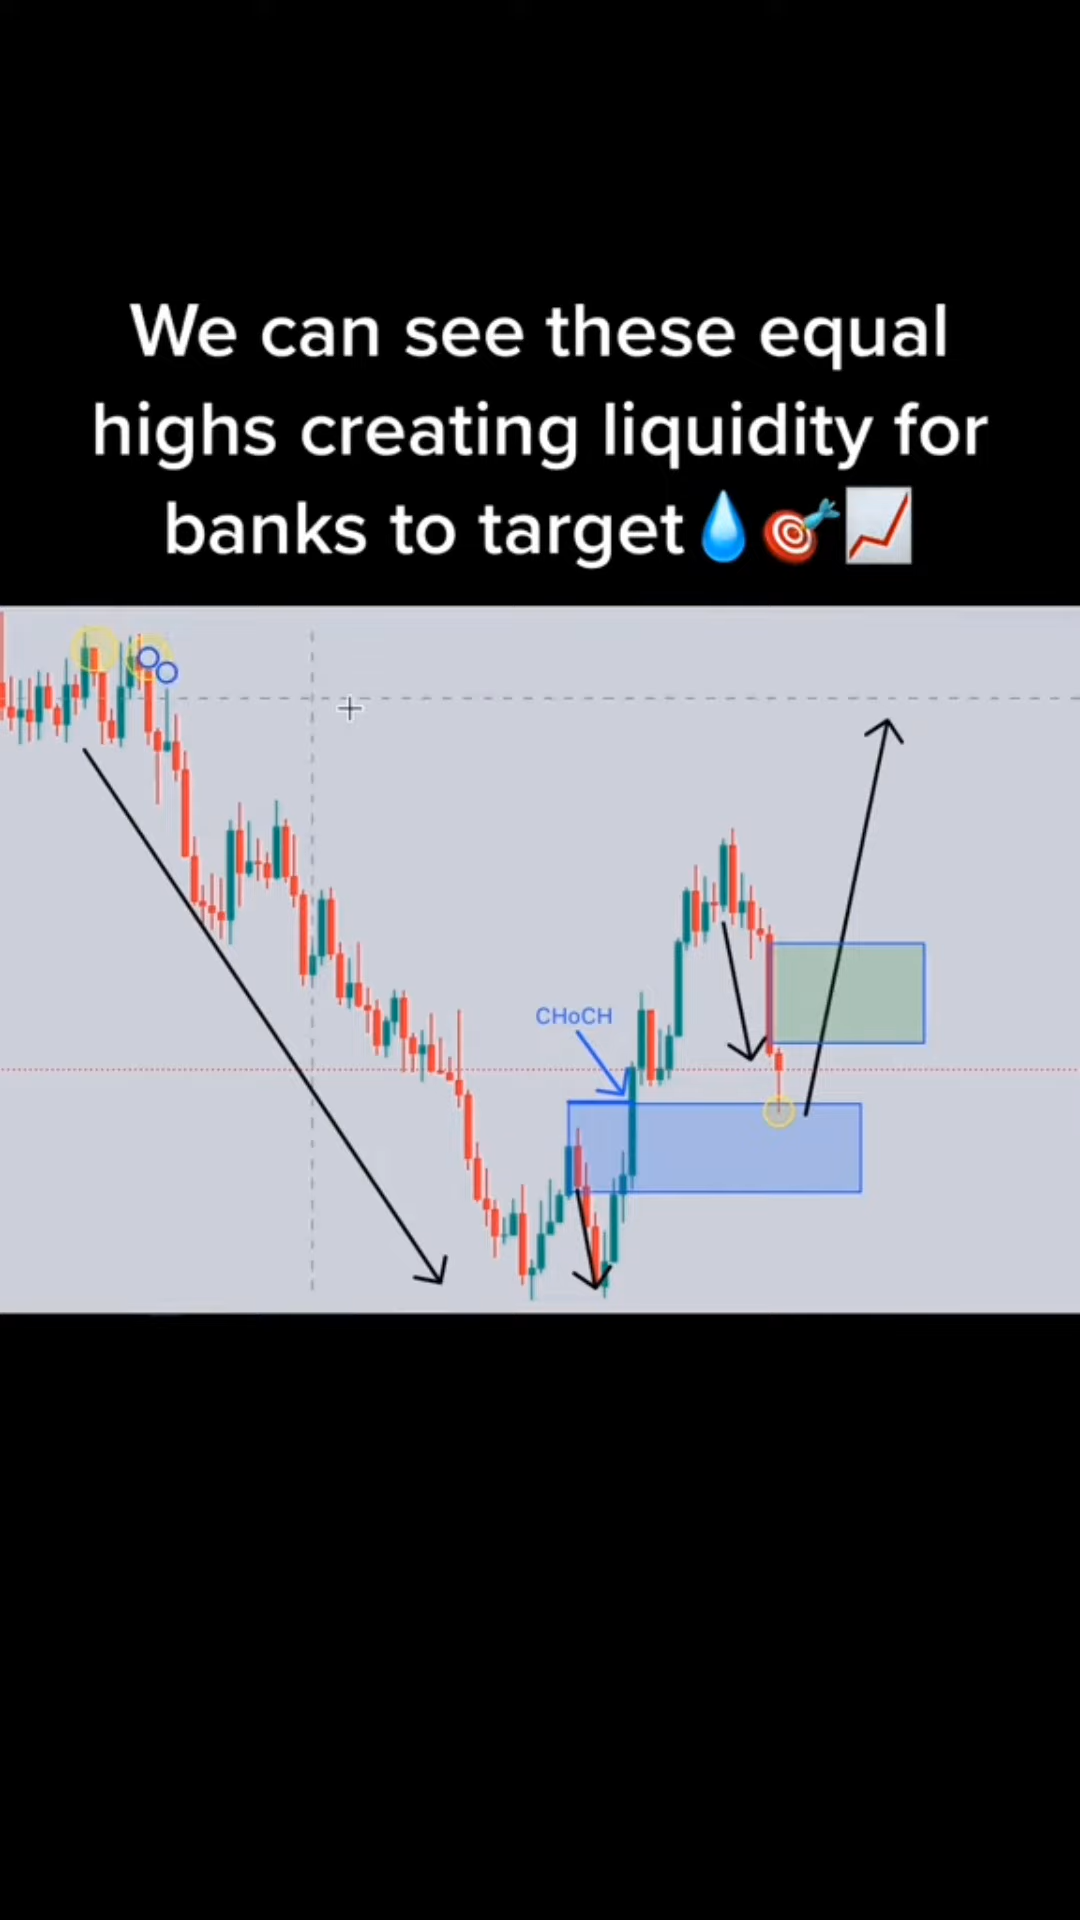 We can see these equal
highs creating liquidity for
banks to target💧🎯📈
CHoCH